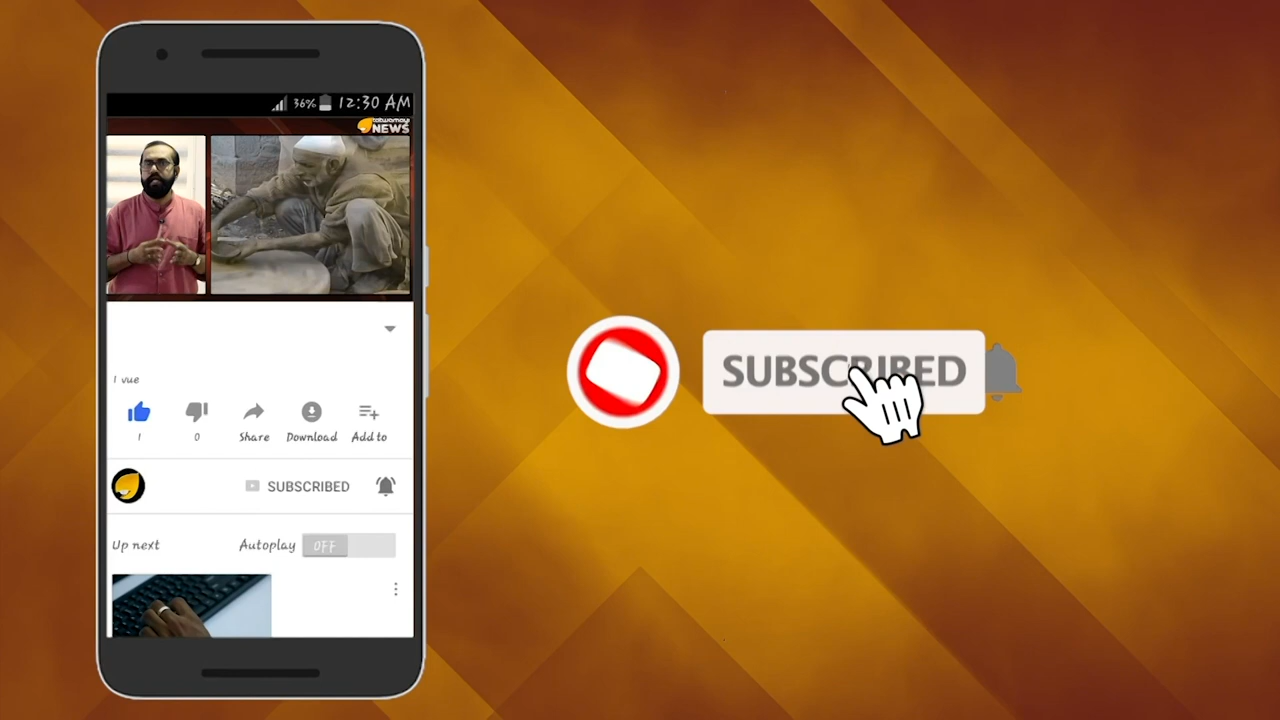 36% 12:30 AM
tatwamayi
NEWS
1 vue
1
0
Share
Download
Add to
SUBSCRIBED
Up next
Autoplay
OFF
SUBSCRIBED